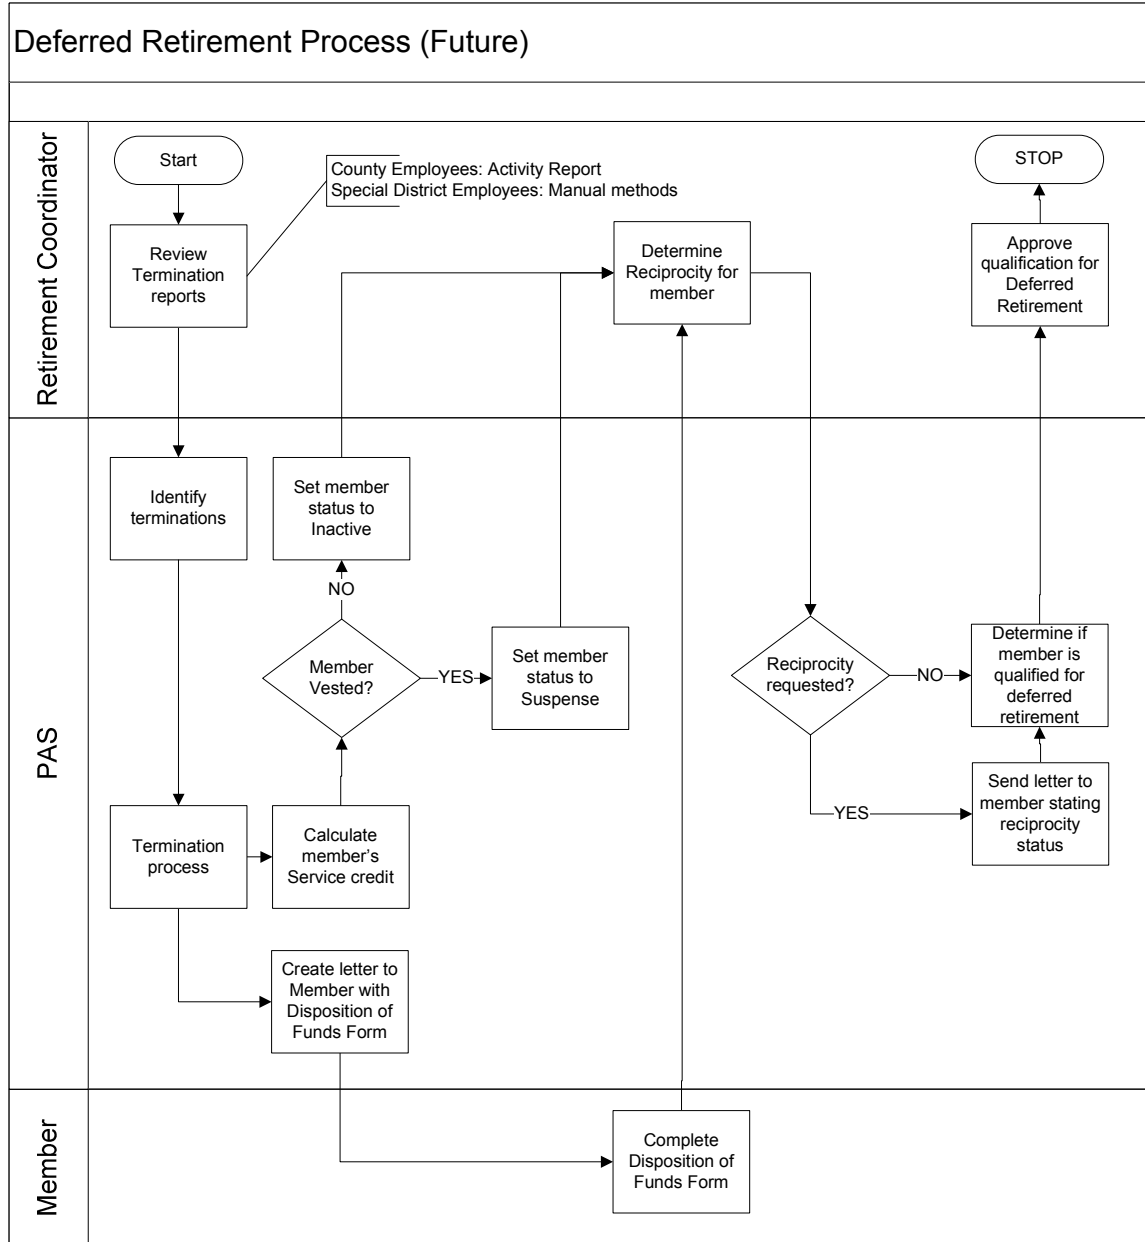 Deferred Retirement Process (Future)
Retirement Coordinator
Start
County Employees: Activity Report
Special District Employees: Manual methods
STOP
Review
Termination
reports
Determine
Reciprocity for
member
Approve
qualification for
Deferred
Retirement
PAS
Identify
terminations
Set member
status to
Inactive
NO
Member
Vested?
YES
Set member
status to
Suspense
Reciprocity
requested?
NO
Determine if
member is
qualified for
deferred
retirement
YES
Send letter to
member stating
reciprocity
status
Termination
process
Calculate
member's
Service credit
Create letter to
Member with
Disposition of
Funds Form
Member
Complete
Disposition of
Funds Form